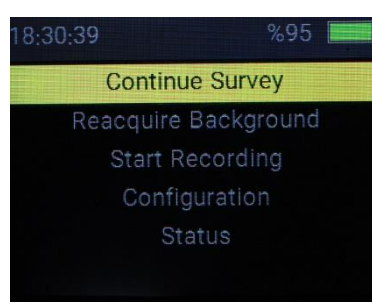 18:30:39 %95
Continue Survey
Reacquire Background
Start Recording
Configuration
Status